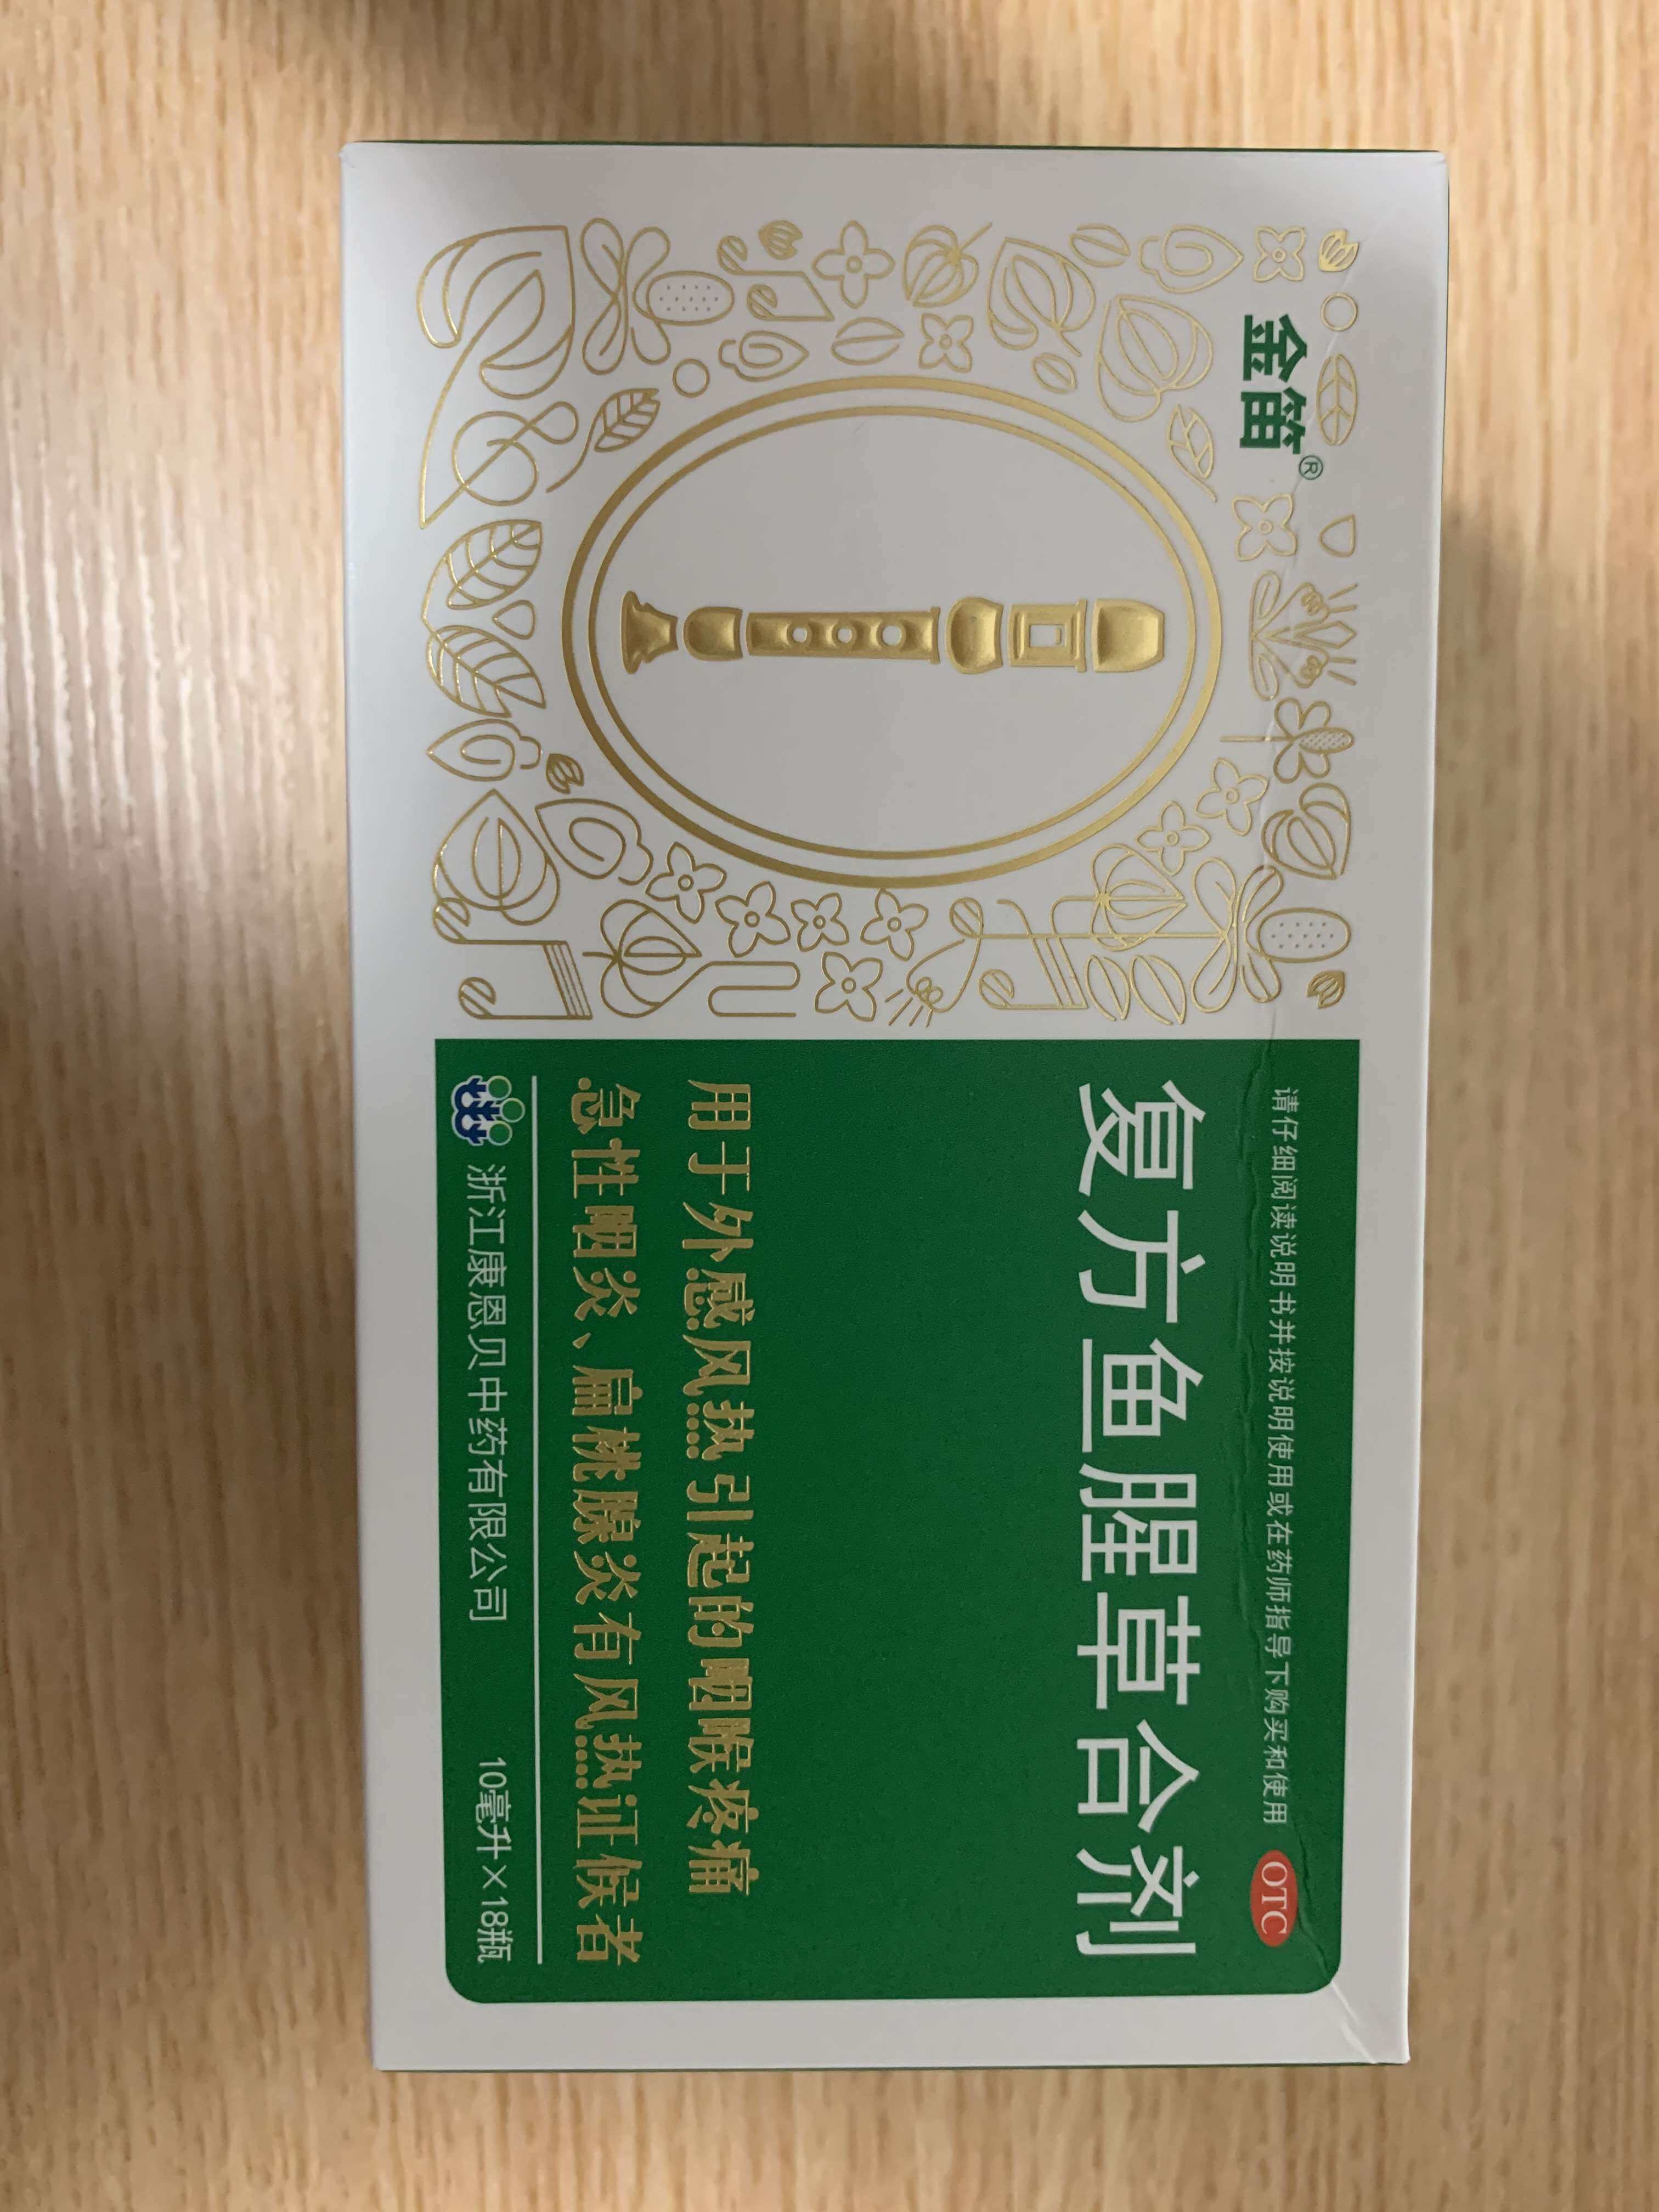 金笛®
请仔细阅读说明书并按说明使用或在药师指导下购买和使用
OTC
复方鱼腥草合剂
用于外感风热引起的咽喉疼痛
急性咽炎、扁桃腺炎有风热证候者
浙江康恩贝中药有限公司
10毫升×18瓶